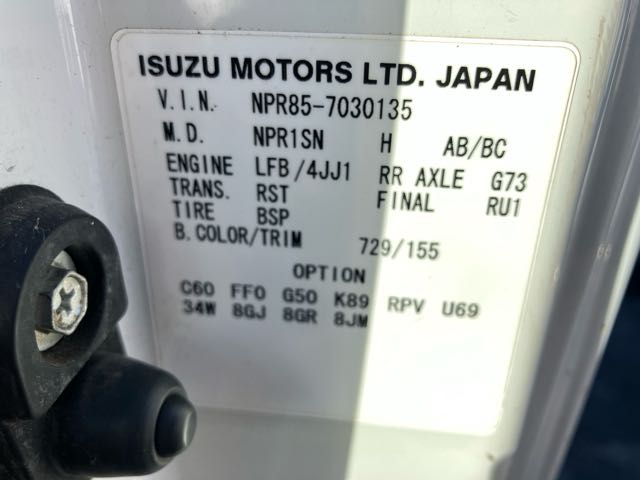 ISUZU MOTORS LTD. JAPAN
V.I.N. NPR85-7030135
M.D. NPR1SN H AB/BC
ENGINE LFB/4JJ1 RR AXLE G73
TRANS. RST FINAL RU1
TIRE BSP
B.COLOR/TRIM 729/155
OPTION
C60 FF0 G50 K89 RPV U69
34W 8GJ 8GR 8JM